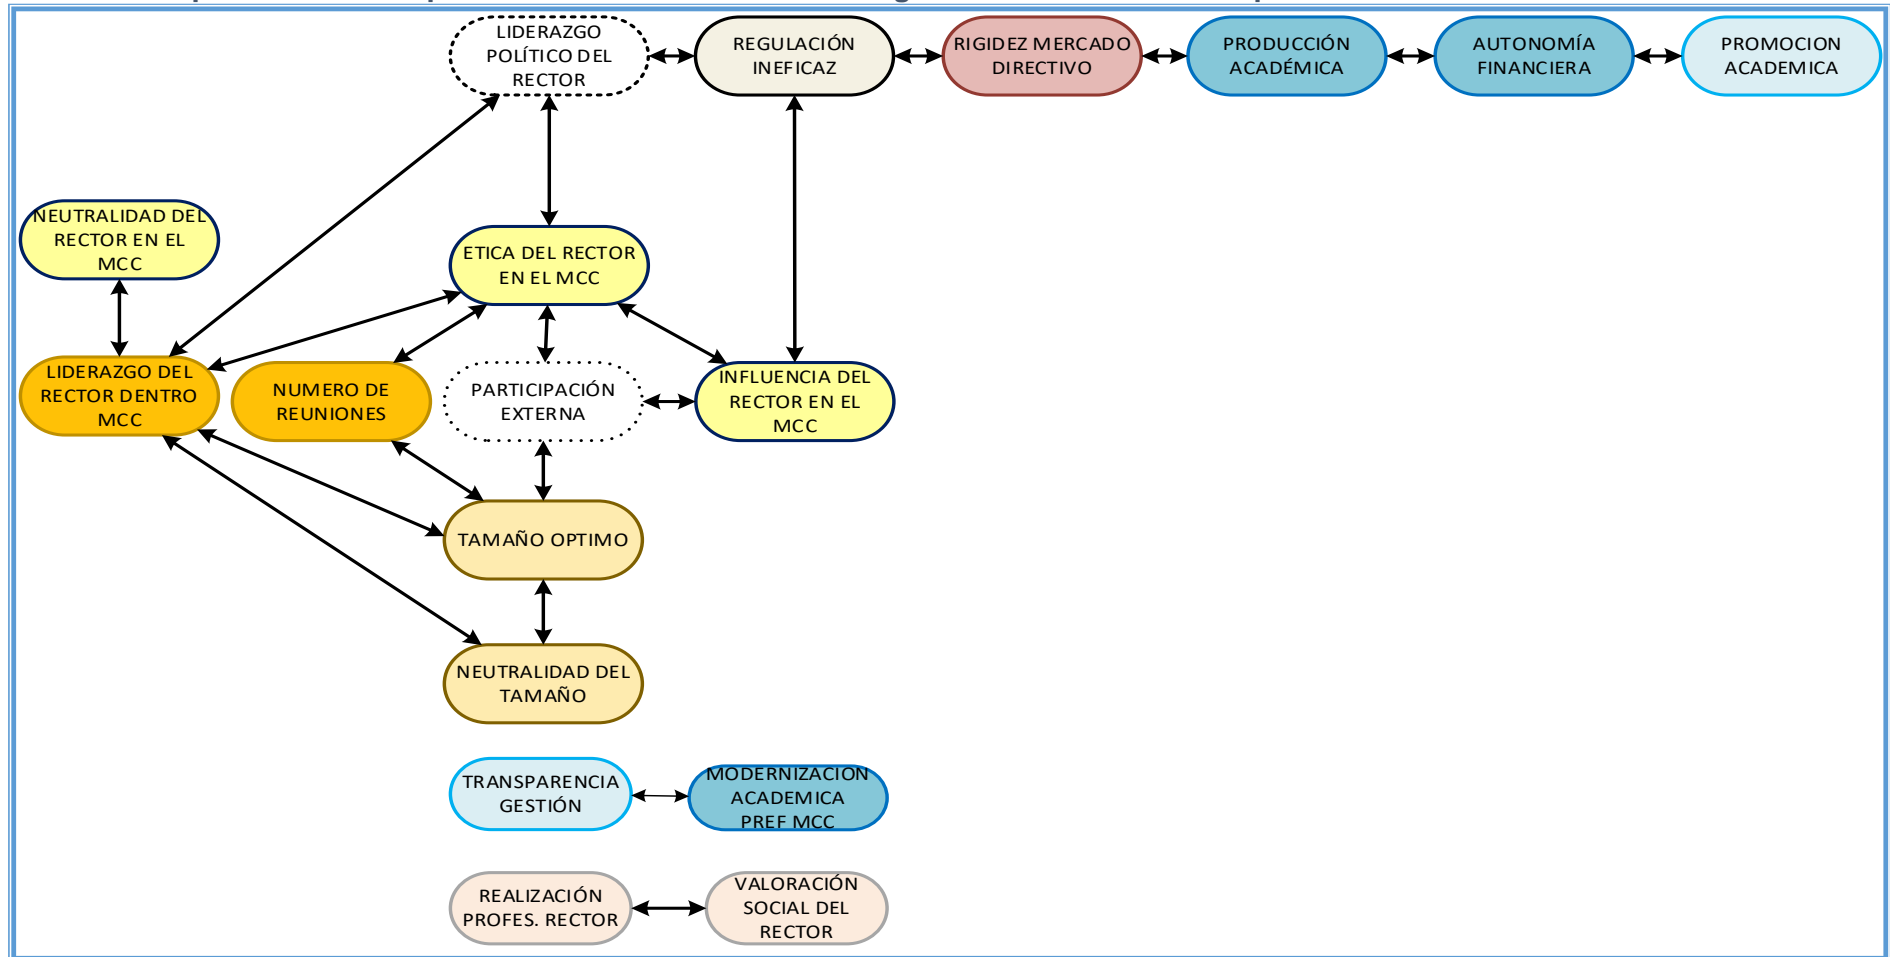 LIDERAZGO
POLÍTICO DEL
RECTOR
REGULACIÓN
INEFICAZ
RIGIDEZ MERCADO
DIRECTIVO
PRODUCCIÓN
ACADÉMICA
AUTONOMÍA
FINANCIERA
PROMOCION
ACADEMICA
NEUTRALIDAD DEL
RECTOR EN EL
MCC
ETICA DEL RECTOR
EN EL MCC
LIDERAZGO DEL
RECTOR DENTRO
MCC
NUMERO DE
REUNIONES
PARTICIPACIÓN
EXTERNA
INFLUENCIA DEL
RECTOR EN EL
MCC
TAMAÑO OPTIMO
NEUTRALIDAD DEL
TAMAÑO
TRANSPARENCIA
GESTIÓN
MODERNIZACION
ACADEMICA
PREF MCC
REALIZACIÓN
PROFES. RECTOR
VALORACIÓN
SOCIAL DEL
RECTOR